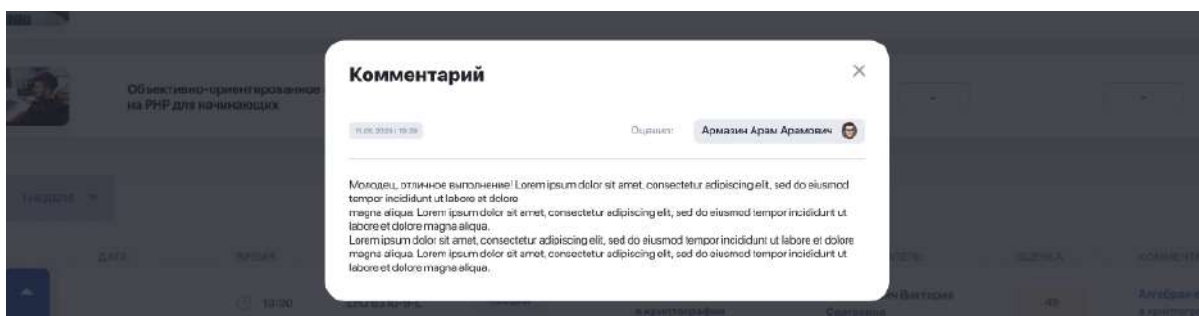 Комментарий
Объективно-ориентированное
на PHP для начинающих
Оценил:
Армазин Арам Арамович
Молодец, отличное выполнение! Lorem ipsum dolor sit amet, consectetur adipiscing elit, sed do eiusmod
tempor incididunt ut labore et dolore
magna aliqua. Lorem ipsum dolor sit amet, consectetur adipiscing elit, sed do eiusmod tempor incididunt ut
labore et dolore magna aliqua.
Lorem ipsum dolor sit amet, consectetur adipiscing elit, sed do eiusmod tempor incididunt ut labore et dolore
magna aliqua. Lorem ipsum dolor sit amet, consectetur adipiscing elit, sed do eiusmod tempor incididunt ut
labore et dolore magna aliqua.
ДАТА
ВРЕМЯ
ОЦЕНКА
в криптографии